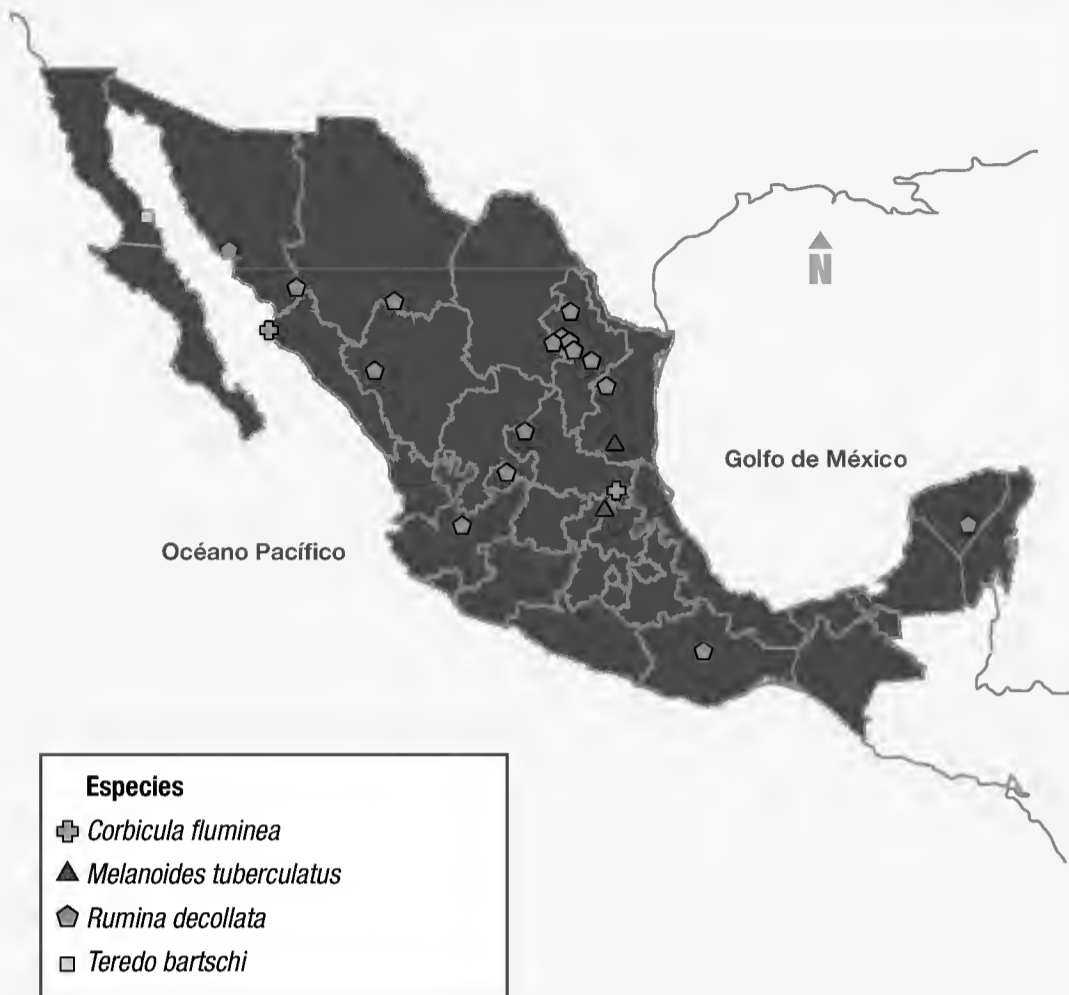 N
Golfo de México
Océano Pacífico
Especies
Corbicula fluminea
Melanoides tuberculatus
Rumina decollata
Teredo bartschi